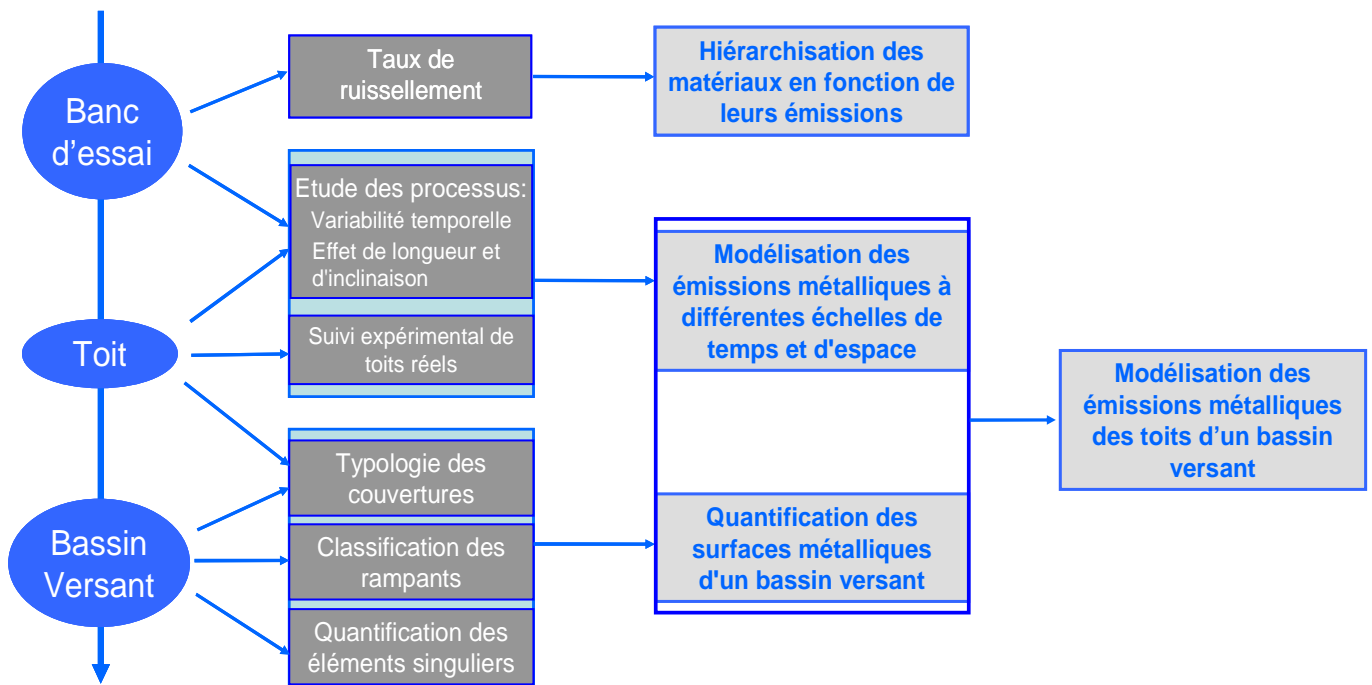 Banc
d'essai
Toit
Bassin
Versant
Taux de
ruissellement
Etude des processus:
Variabilité temporelle
Effet de longueur et
d'inclinaison
Suivi expérimental de
toits réels
Typologie des
couvertures
Classification des
rampants
Quantification des
éléments singuliers
Hiérarchisation des
matériaux en fonction de
leurs émissions
Modélisation des
émissions métalliques à
différentes échelles de
temps et d'espace
Quantification des
surfaces métalliques
d'un bassin versant
Modélisation des
émissions métalliques
des toits d’un bassin
versant